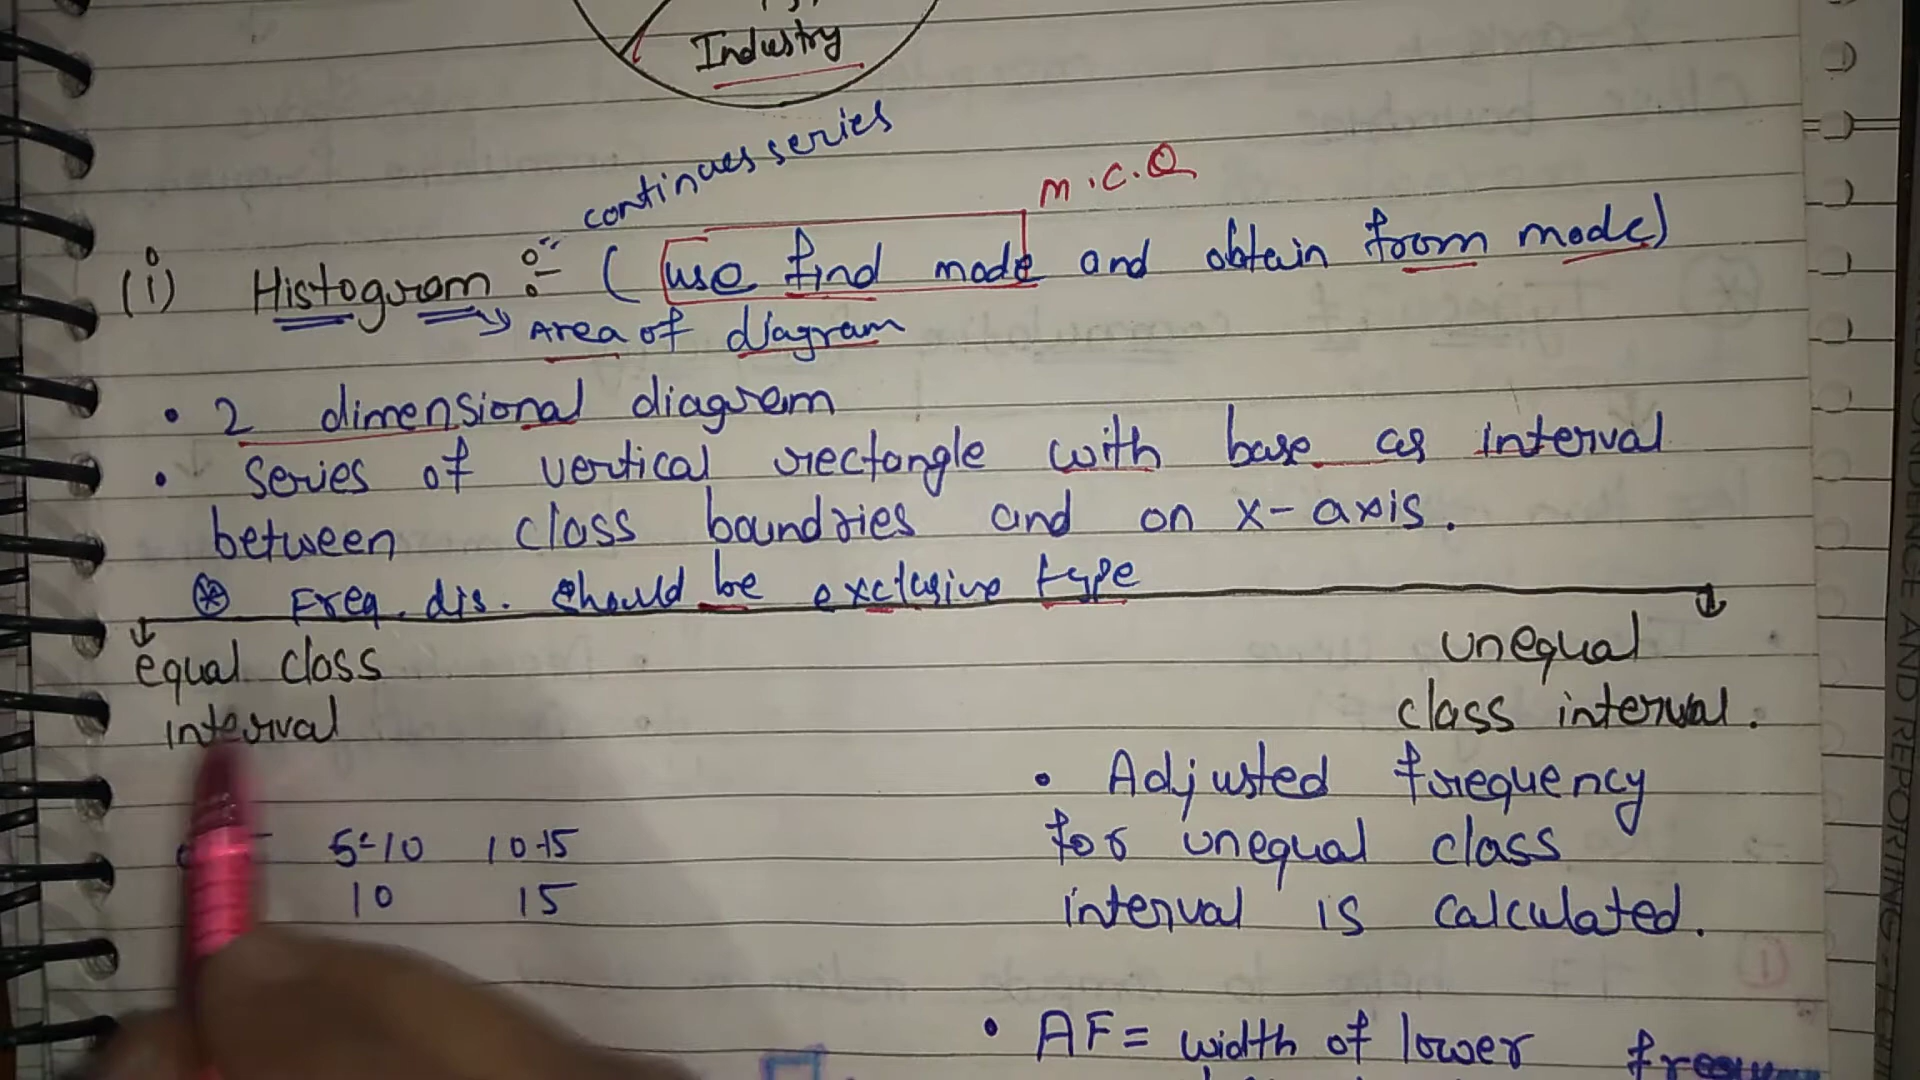 Industry
continues series
M.C.Q
(i) Histogram :- (use find mode and obtain from mode)
Area of diagram
• 2 dimensional diagram
• Series of vertical rectangle with base as interval
between class boundries and on x-axis.
Freq. dis. should be exclusive type
equal class
interval
unequal
class interval.
• Adjusted frequency
for unequal class
interval is calculated.
5-10 10-15
10 15
• AF = width of lower